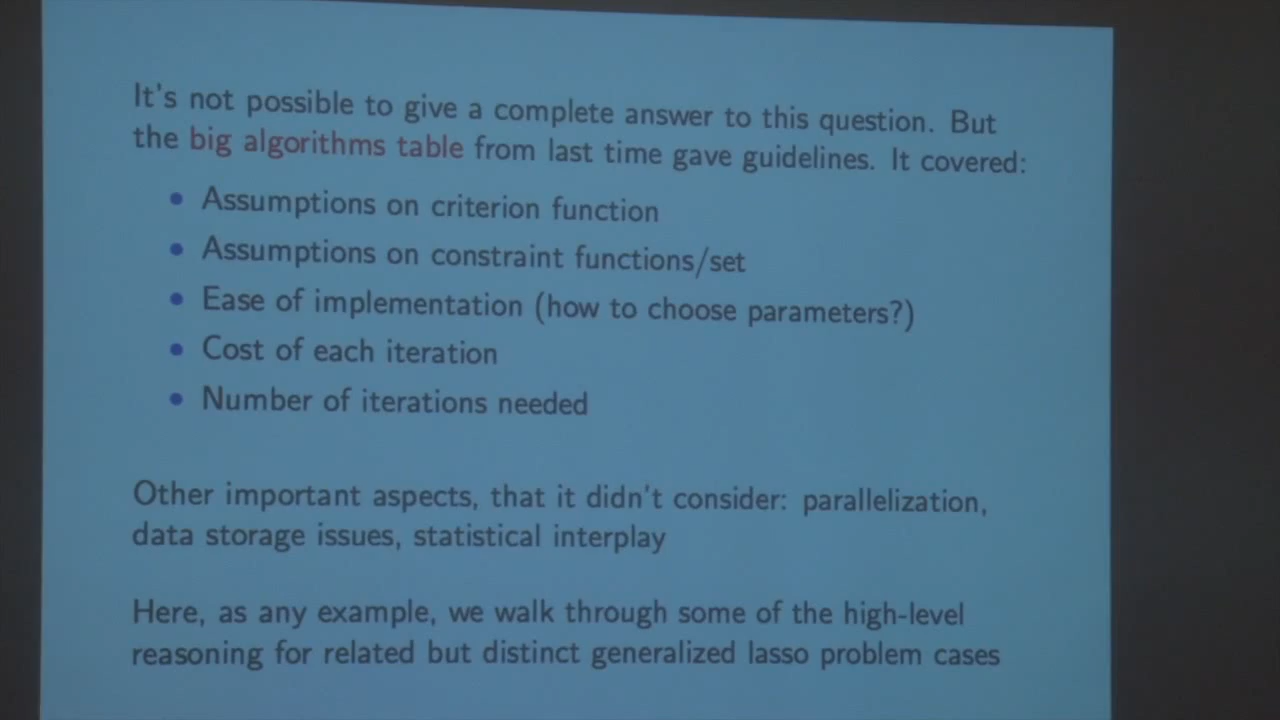 It's not possible to give a complete answer to this question. But
the big algorithms table from last time gave guidelines. It covered:
• Assumptions on criterion function
• Assumptions on constraint functions/set
• Ease of implementation (how to choose parameters?)
• Cost of each iteration
• Number of iterations needed
Other important aspects, that it didn't consider: parallelization,
data storage issues, statistical interplay
Here, as any example, we walk through some of the high-level
reasoning for related but distinct generalized lasso problem cases